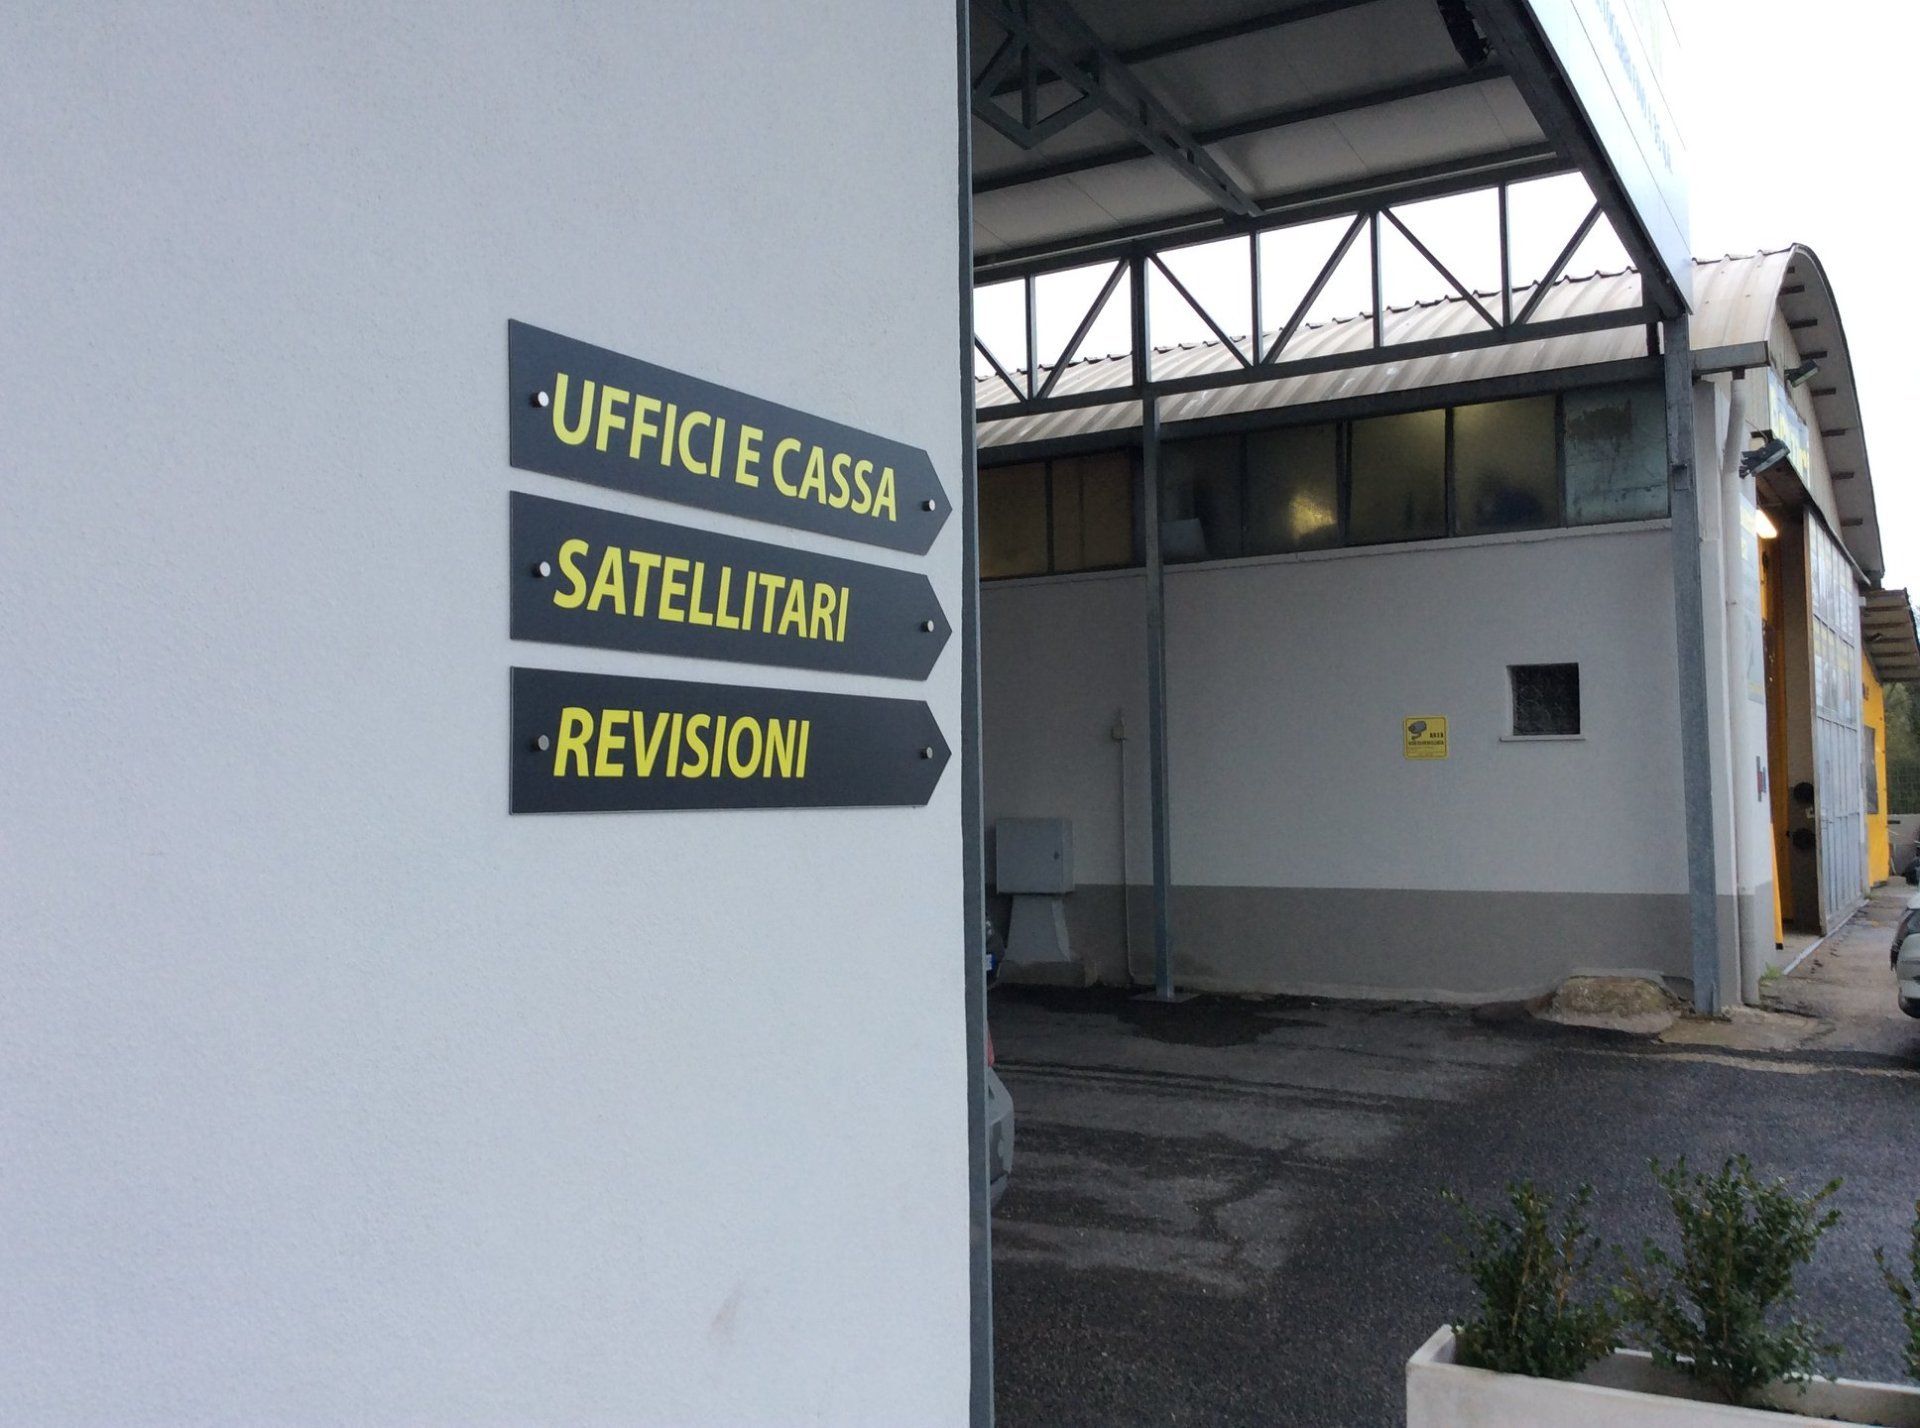 UFFICI E CASSA
SATELLITARI
REVISIONI